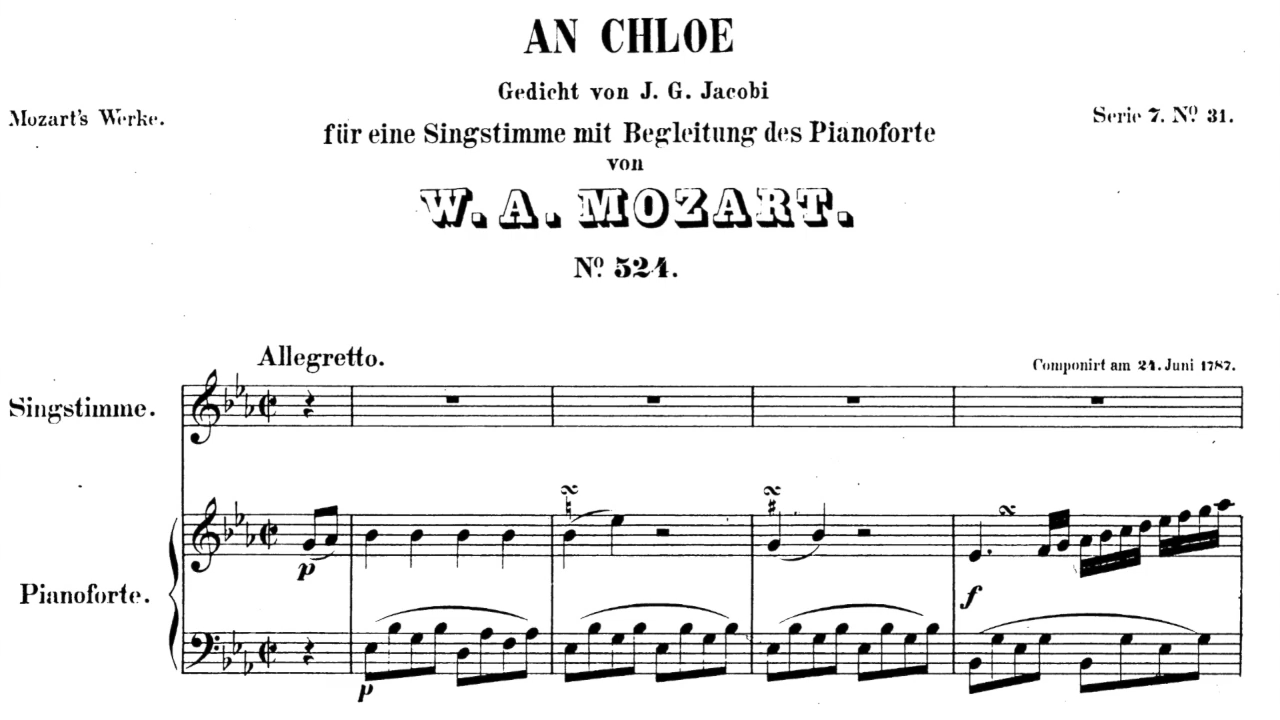 AN CHLOE
Gedicht von J. G. Jacobi
Mozart's Werke.
Serie 7. Nº 31.
für eine Singstimme mit Begleitung des Pianoforte
von
W. A. MOZART.
Nº 524.
Allegretto.
Componirt am 24. Juni 1787.
Singstimme.
p
Pianoforte.
f
p